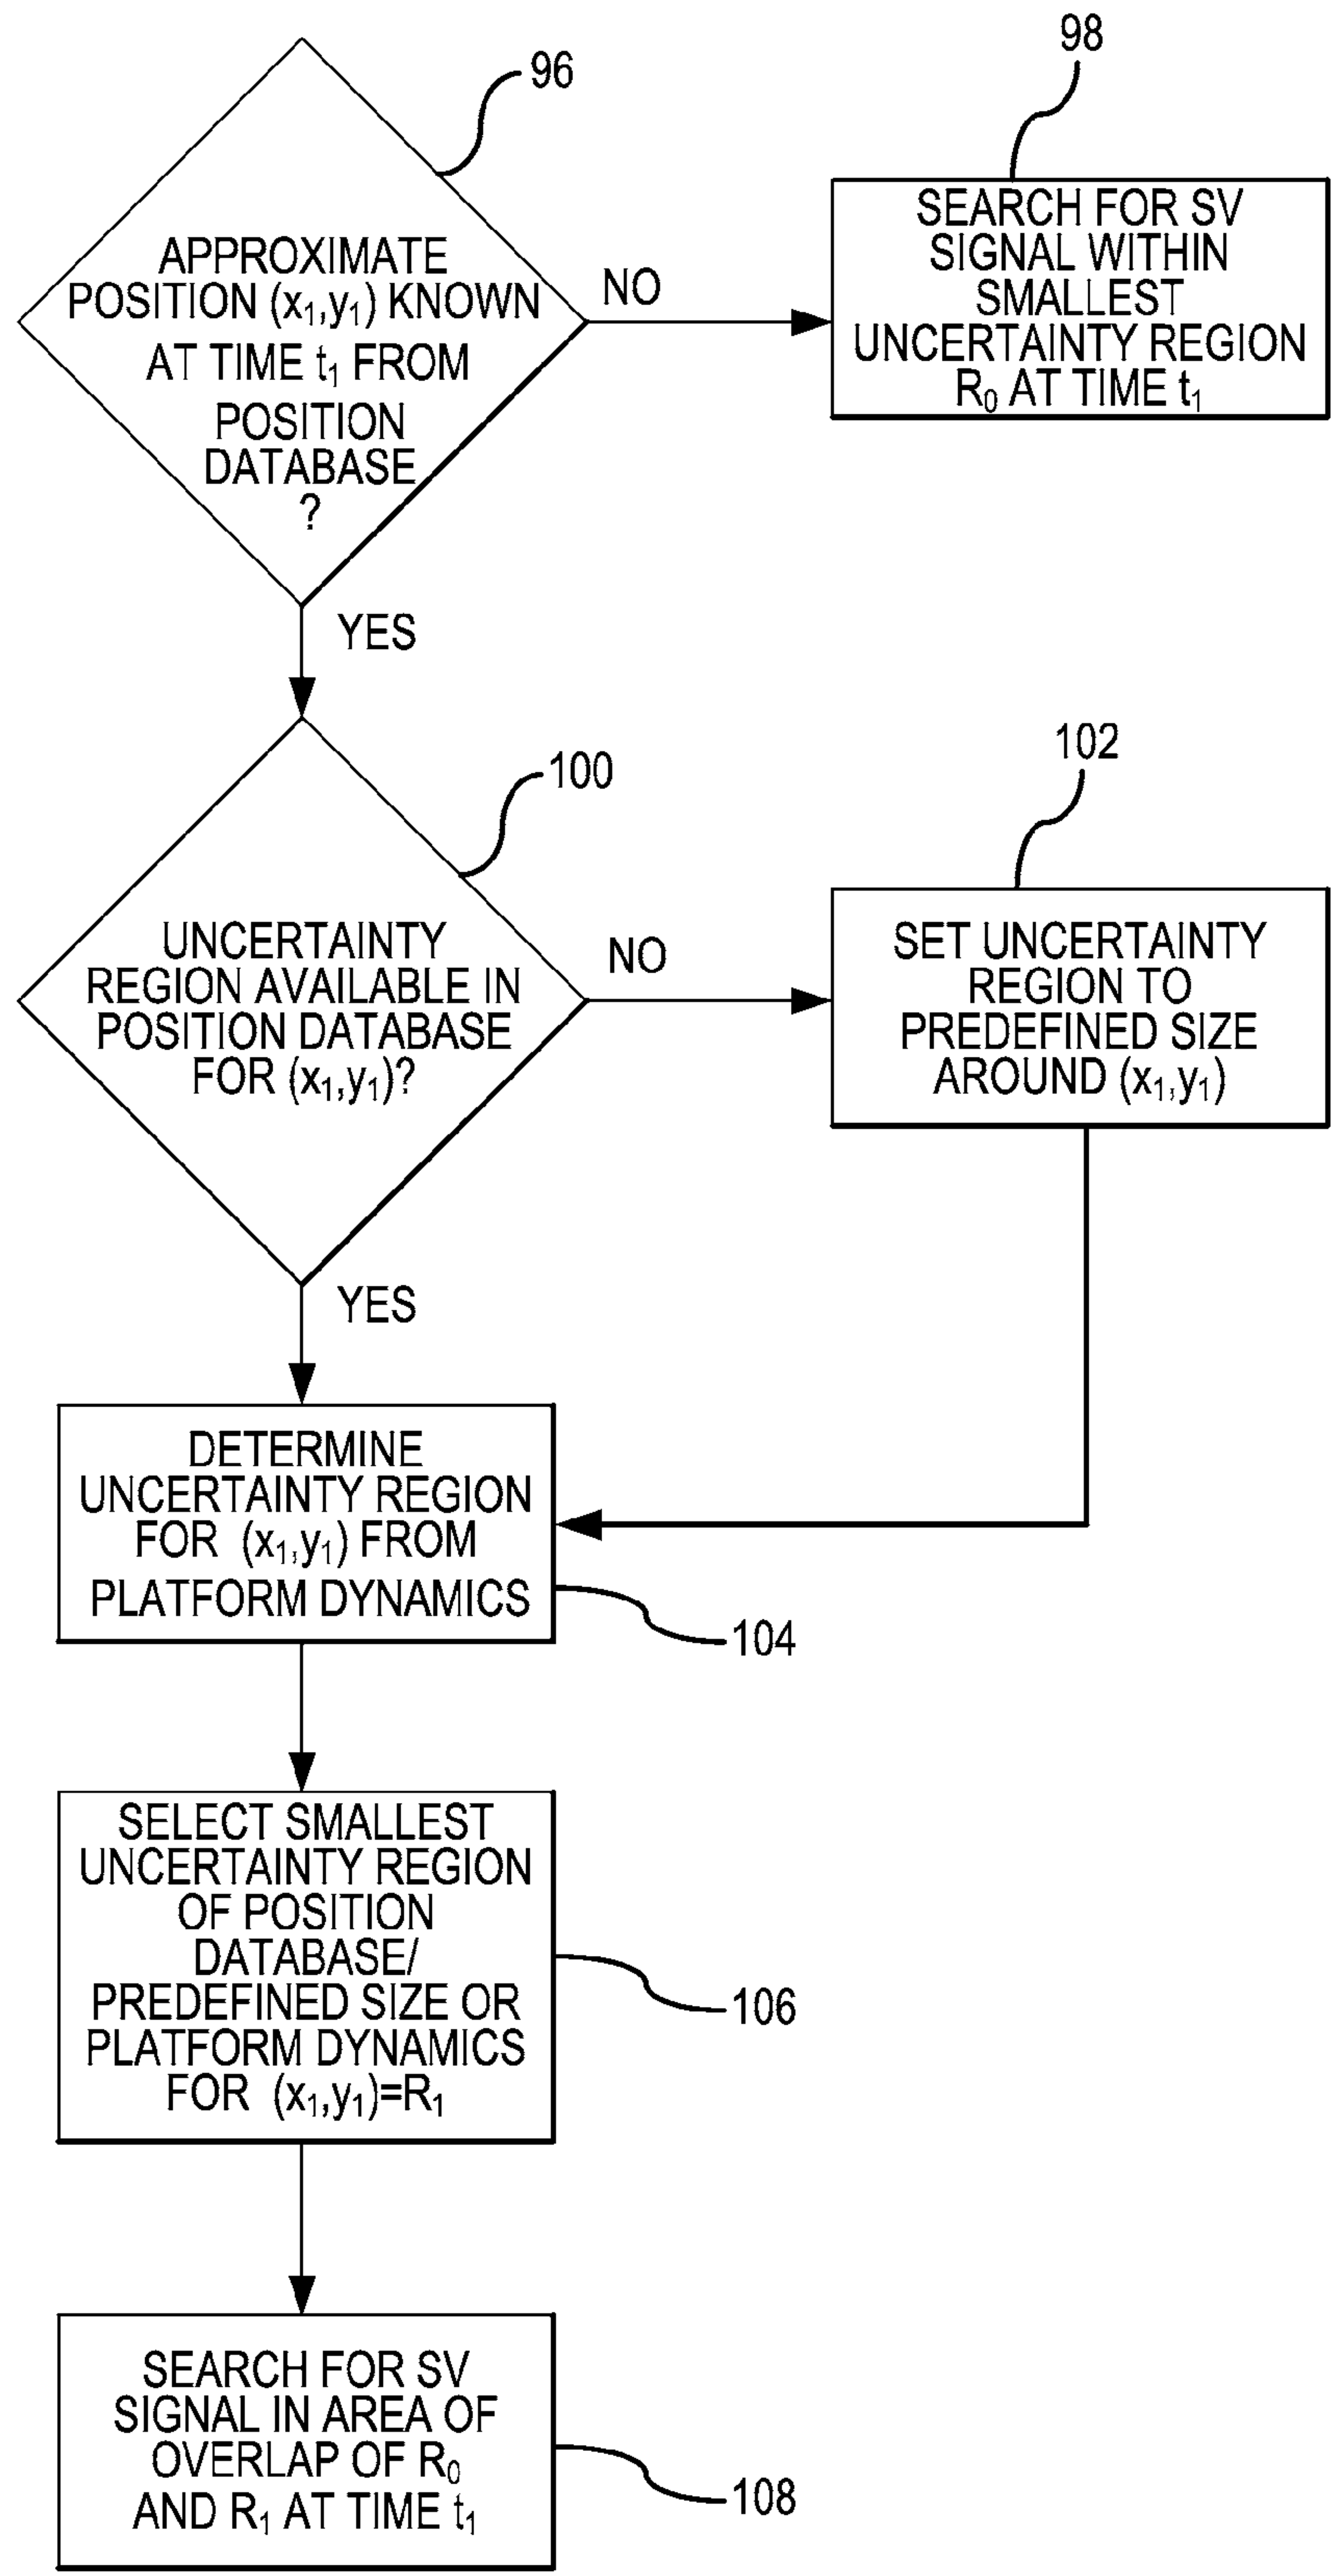 96
APPROXIMATE
POSITION (x₁,y₁) KNOWN
AT TIME t₁ FROM
POSITION
DATABASE
?
NO
98
SEARCH FOR SV
SIGNAL WITHIN
SMALLEST
UNCERTAINTY REGION
R₀ AT TIME t₁
YES
100
UNCERTAINTY
REGION AVAILABLE IN
POSITION DATABASE
FOR (x₁,y₁)?
NO
102
SET UNCERTAINTY
REGION TO
PREDEFINED SIZE
AROUND (x₁,y₁)
YES
DETERMINE
UNCERTAINTY REGION
FOR (x₁,y₁) FROM
PLATFORM DYNAMICS
104
SELECT SMALLEST
UNCERTAINTY REGION
OF POSITION
DATABASE/
PREDEFINED SIZE OR
PLATFORM DYNAMICS
FOR (x₁,y₁)=R₁
106
SEARCH FOR SV
SIGNAL IN AREA OF
OVERLAP OF R₀
AND R₁ AT TIME t₁
108